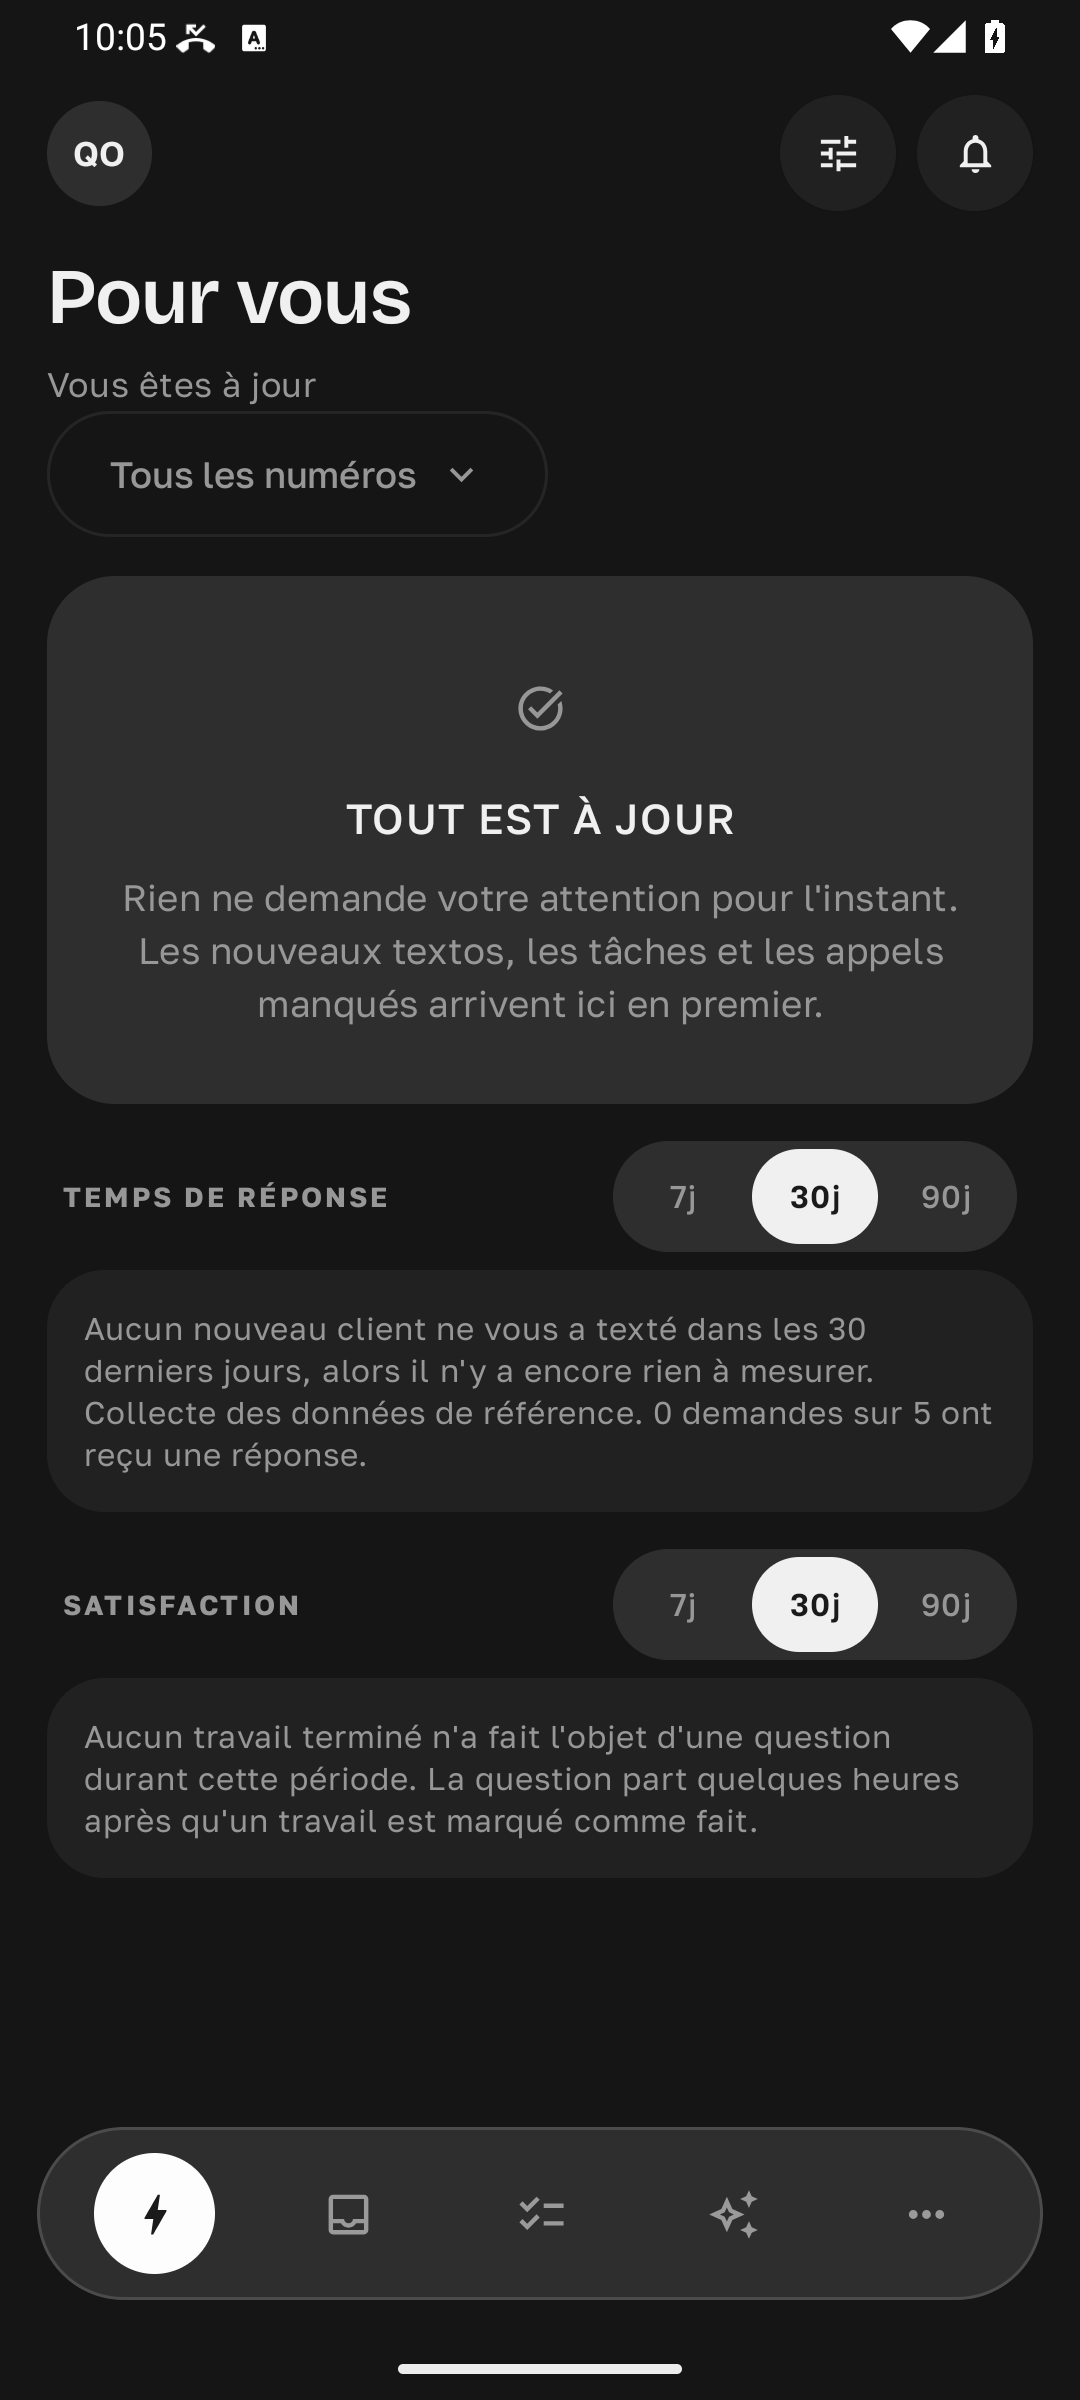 10:05
QO
Pour vous
Vous êtes à jour
Tous les numéros
TOUT EST À JOUR
Rien ne demande votre attention pour l'instant.
Les nouveaux textos, les tâches et les appels
manqués arrivent ici en premier.
TEMPS DE RÉPONSE
7j 30j 90j
Aucun nouveau client ne vous a texté dans les 30
derniers jours, alors il n'y a encore rien à mesurer.
Collecte des données de référence. 0 demandes sur 5 ont
reçu une réponse.
SATISFACTION
7j 30j 90j
Aucun travail terminé n'a fait l'objet d'une question
durant cette période. La question part quelques heures
après qu'un travail est marqué comme fait.